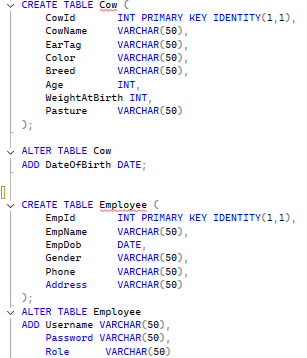 CREATE TABLE Cow (
CowId INT PRIMARY KEY IDENTITY(1,1),
CowName VARCHAR(50),
EarTag VARCHAR(50),
Color VARCHAR(50),
Breed VARCHAR(50),
Age INT,
WeightAtBirth INT,
Pasture VARCHAR(50)
);
ALTER TABLE Cow
ADD DateOfBirth DATE;
CREATE TABLE Employee (
EmpId INT PRIMARY KEY IDENTITY(1,1),
EmpName VARCHAR(50),
EmpDob DATE,
Gender VARCHAR(50),
Phone VARCHAR(50),
Address VARCHAR(50)
);
ALTER TABLE Employee
ADD Username VARCHAR(50),
Password VARCHAR(50),
Role VARCHAR(50)